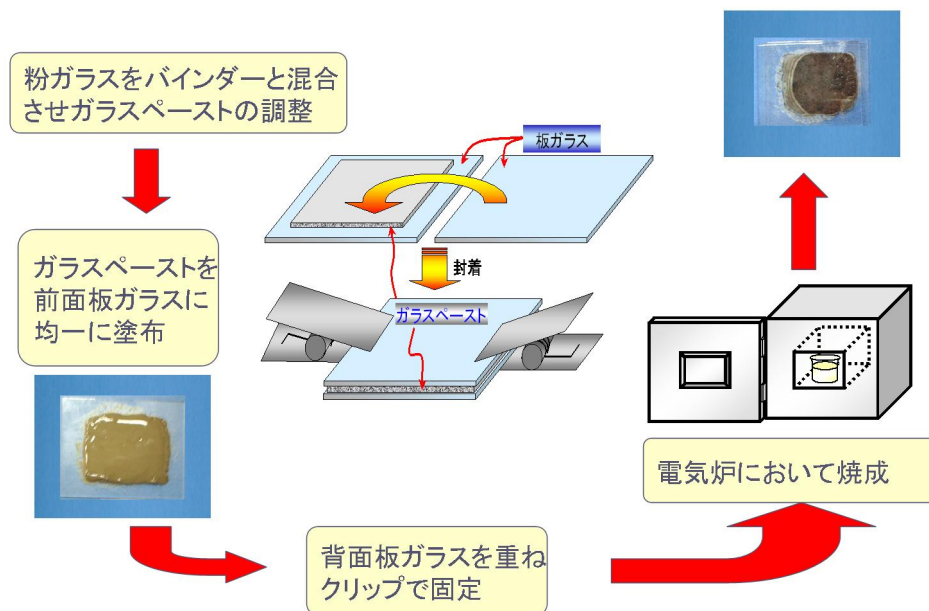 粉ガラスをバインダーと混合
させガラスペーストの調整
板ガラス
ガラスペーストを
前面板ガラスに
均一に塗布
封着
ガラスペースト
電気炉において焼成
背面板ガラスを重ね
クリップで固定